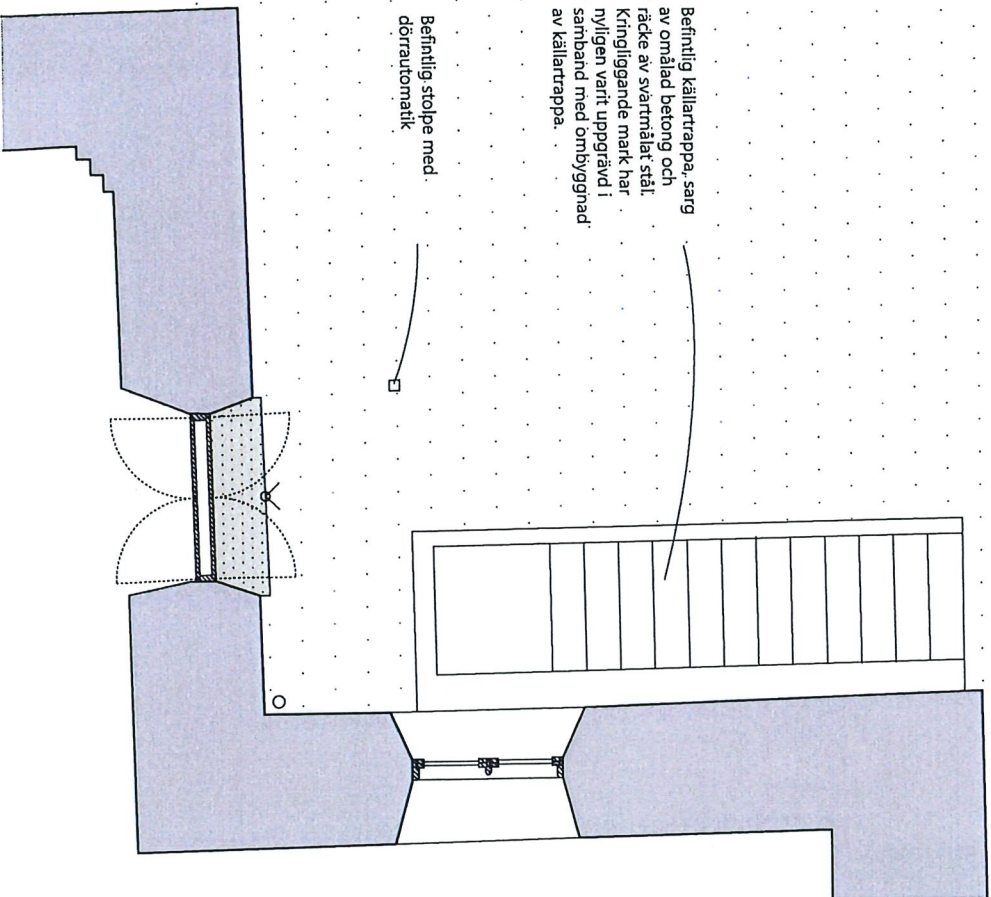 Befintlig källartrappa, sarg
av omålad betong och
räcke av svartmålat stål.
Kringliggande mark har
nyligen varit uppgrävd i
samband med ombyggnad
av källartrappa.
Befintlig stolpe med
dörrautomatik